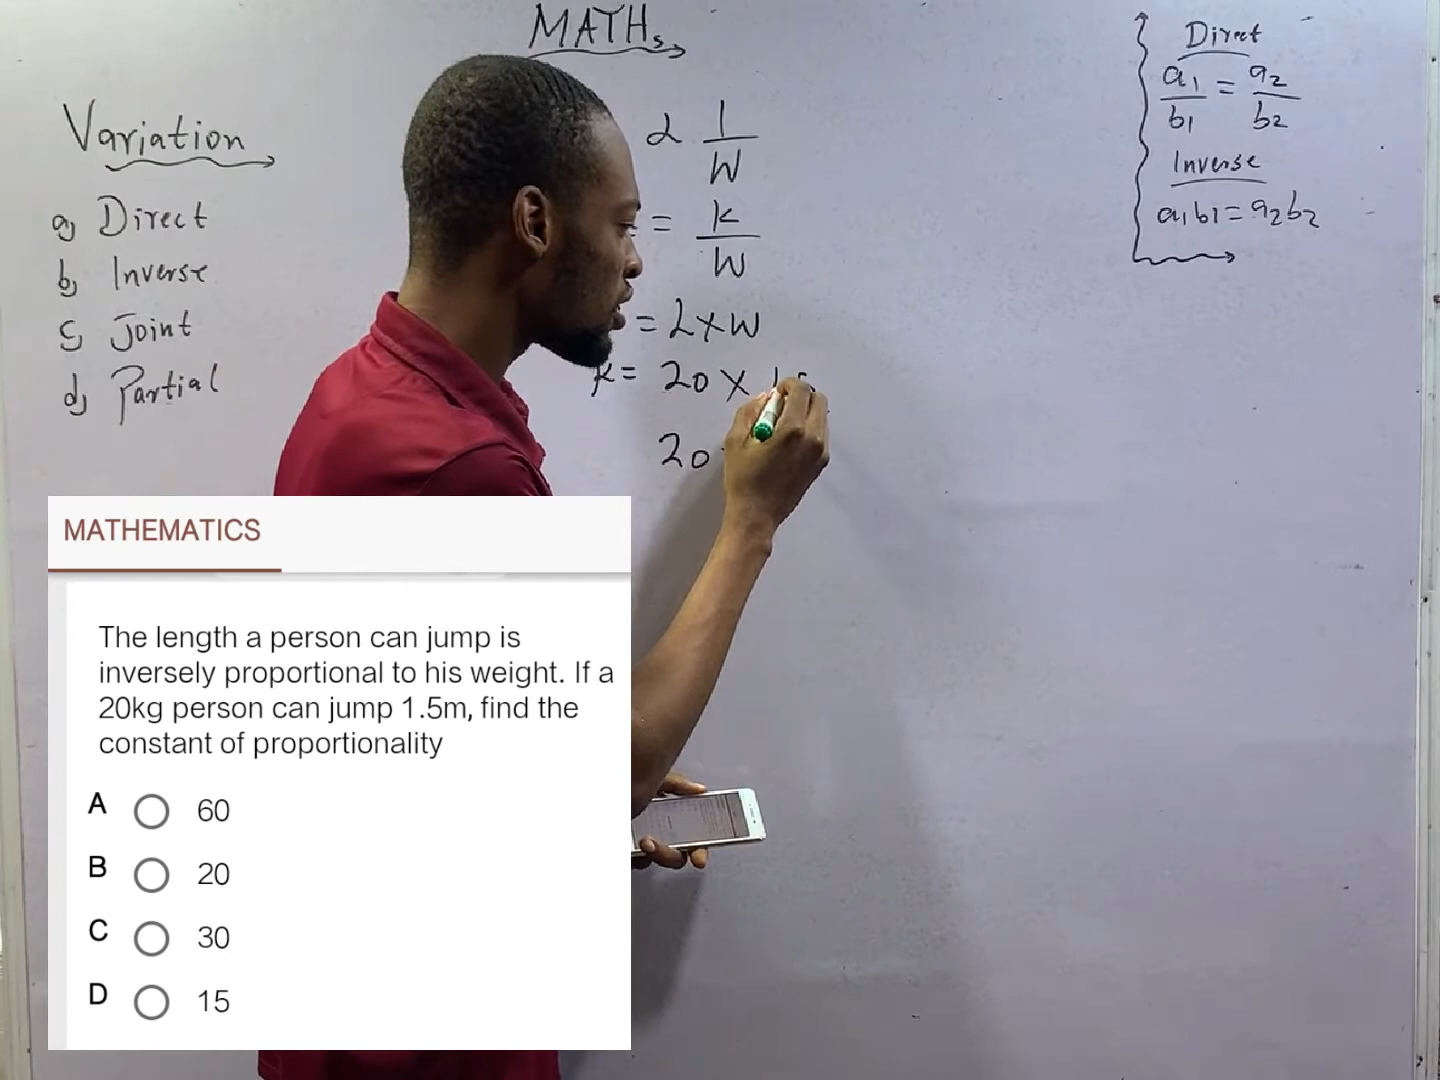 MATHs
Variation
a) Direct
b) Inverse
c) Joint
d) Partial
α 1
W
= k
W
= L x W
k = 20 x
20
Direct
a1 = a2
b1 b2
Inverse
a1b1 = a2b2
MATHEMATICS
The length a person can jump is
inversely proportional to his weight. If a
20kg person can jump 1.5m, find the
constant of proportionality
A 60
B 20
C 30
D 15